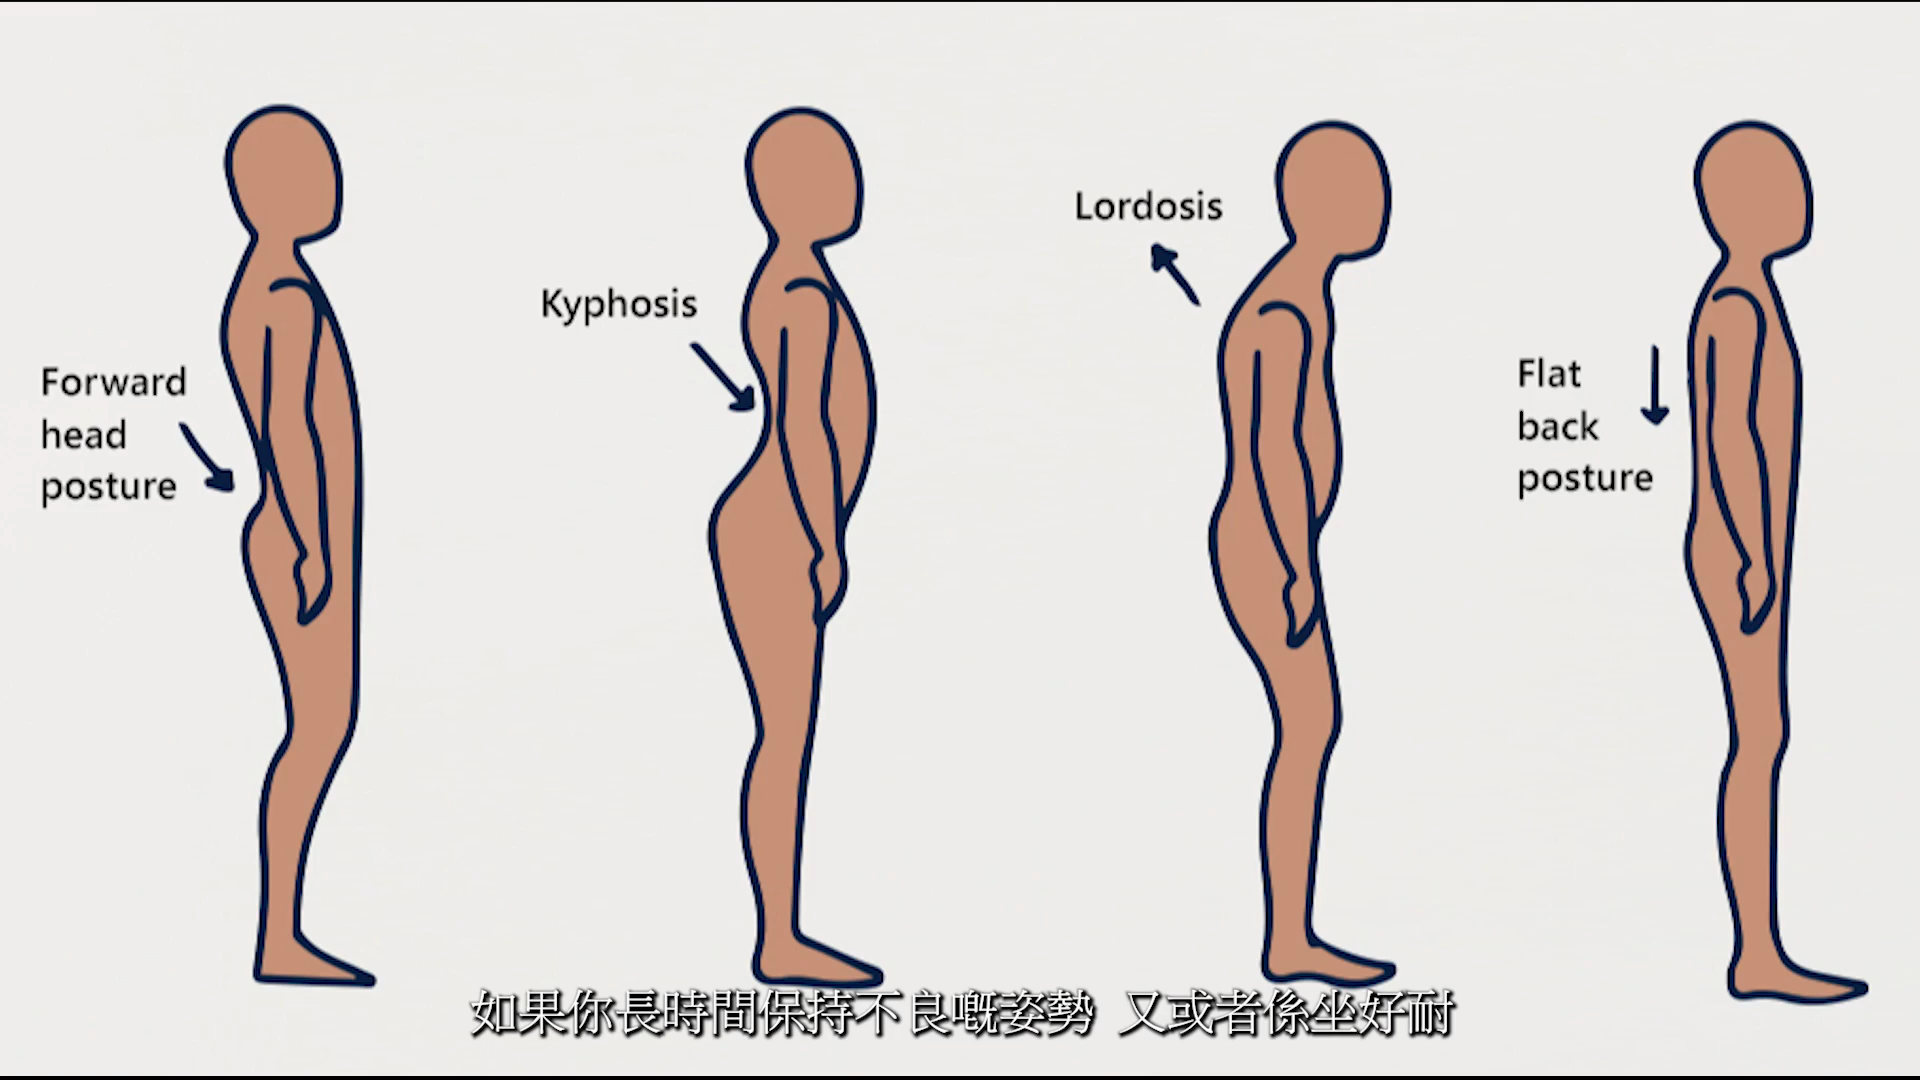 Forward
head
posture
Kyphosis
Lordosis
Flat
back
posture
如果你長時間保持不良嘅姿勢 又或者係坐好耐